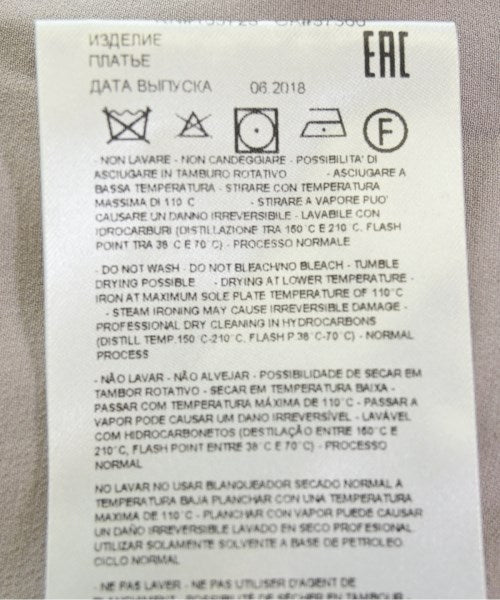 ИЗДЕЛИЕ
ПЛАТЬЕ
ДАТА ВЫПУСКА 06.2018
EAC
F
- NON LAVARE - NON CANDEGGIARE - POSSIBILITA' DI
ASCIUGARE IN TAMBURO ROTATIVO - ASCIUGARE A
BASSA TEMPERATURA - STIRARE CON TEMPERATURA
MASSIMA DI 110 C - STIRARE A VAPORE PUO'
CAUSARE UN DANNO IRREVERSIBILE - LAVABILE CON
IDROCARBURI (DISTILLAZIONE TRA 150˚C E 210˚C, FLASH
POINT TRA 38˚C E 70˚C) - PROCESSO NORMALE
- DO NOT WASH - DO NOT BLEACH/NO BLEACH - TUMBLE
DRYING POSSIBLE - DRYING AT LOWER TEMPERATURE -
IRON AT MAXIMUM SOLE PLATE TEMPERATURE OF 110˚C
- STEAM IRONING MAY CAUSE IRREVERSIBLE DAMAGE -
PROFESSIONAL DRY CLEANING IN HYDROCARBONS
(DISTILL TEMP.150˚C-210˚C, FLASH P.38˚C-70˚C) - NORMAL
PROCESS
- NÃO LAVAR - NÃO ALVEJAR - POSSIBILIDADE DE SECAR EM
TAMBOR ROTATIVO - SECAR EM TEMPERATURA BAIXA -
PASSAR COM TEMPERATURA MÁXIMA DE 110˚C - PASSAR A
VAPOR PODE CAUSAR UM DANO IRREVERSÍVEL - LAVÁVEL
COM HIDROCARBONETOS (DESTILAÇÃO ENTRE 160˚C E
210˚C, FLASH POINT ENTRE 38˚C E 70˚C) - PROCESSO
NORMAL
NO LAVAR NO USAR BLANQUEADOR SECADO NORMAL A
TEMPERATURA BAJA PLANCHAR CON UNA TEMPERATURA
MAXIMA DE 110˚C - PLANCHAR CON VAPOR PUEDE CAUSAR
UN DAÑO IRREVERSIBLE LAVADO EN SECO PROFESIONAL
UTILIZAR SOLAMENTE SOLVENTE A BASE DE PETROLEO
CICLO NORMAL
- NE PAS LAVER - NE PAS UTILISER D'AGENT DE